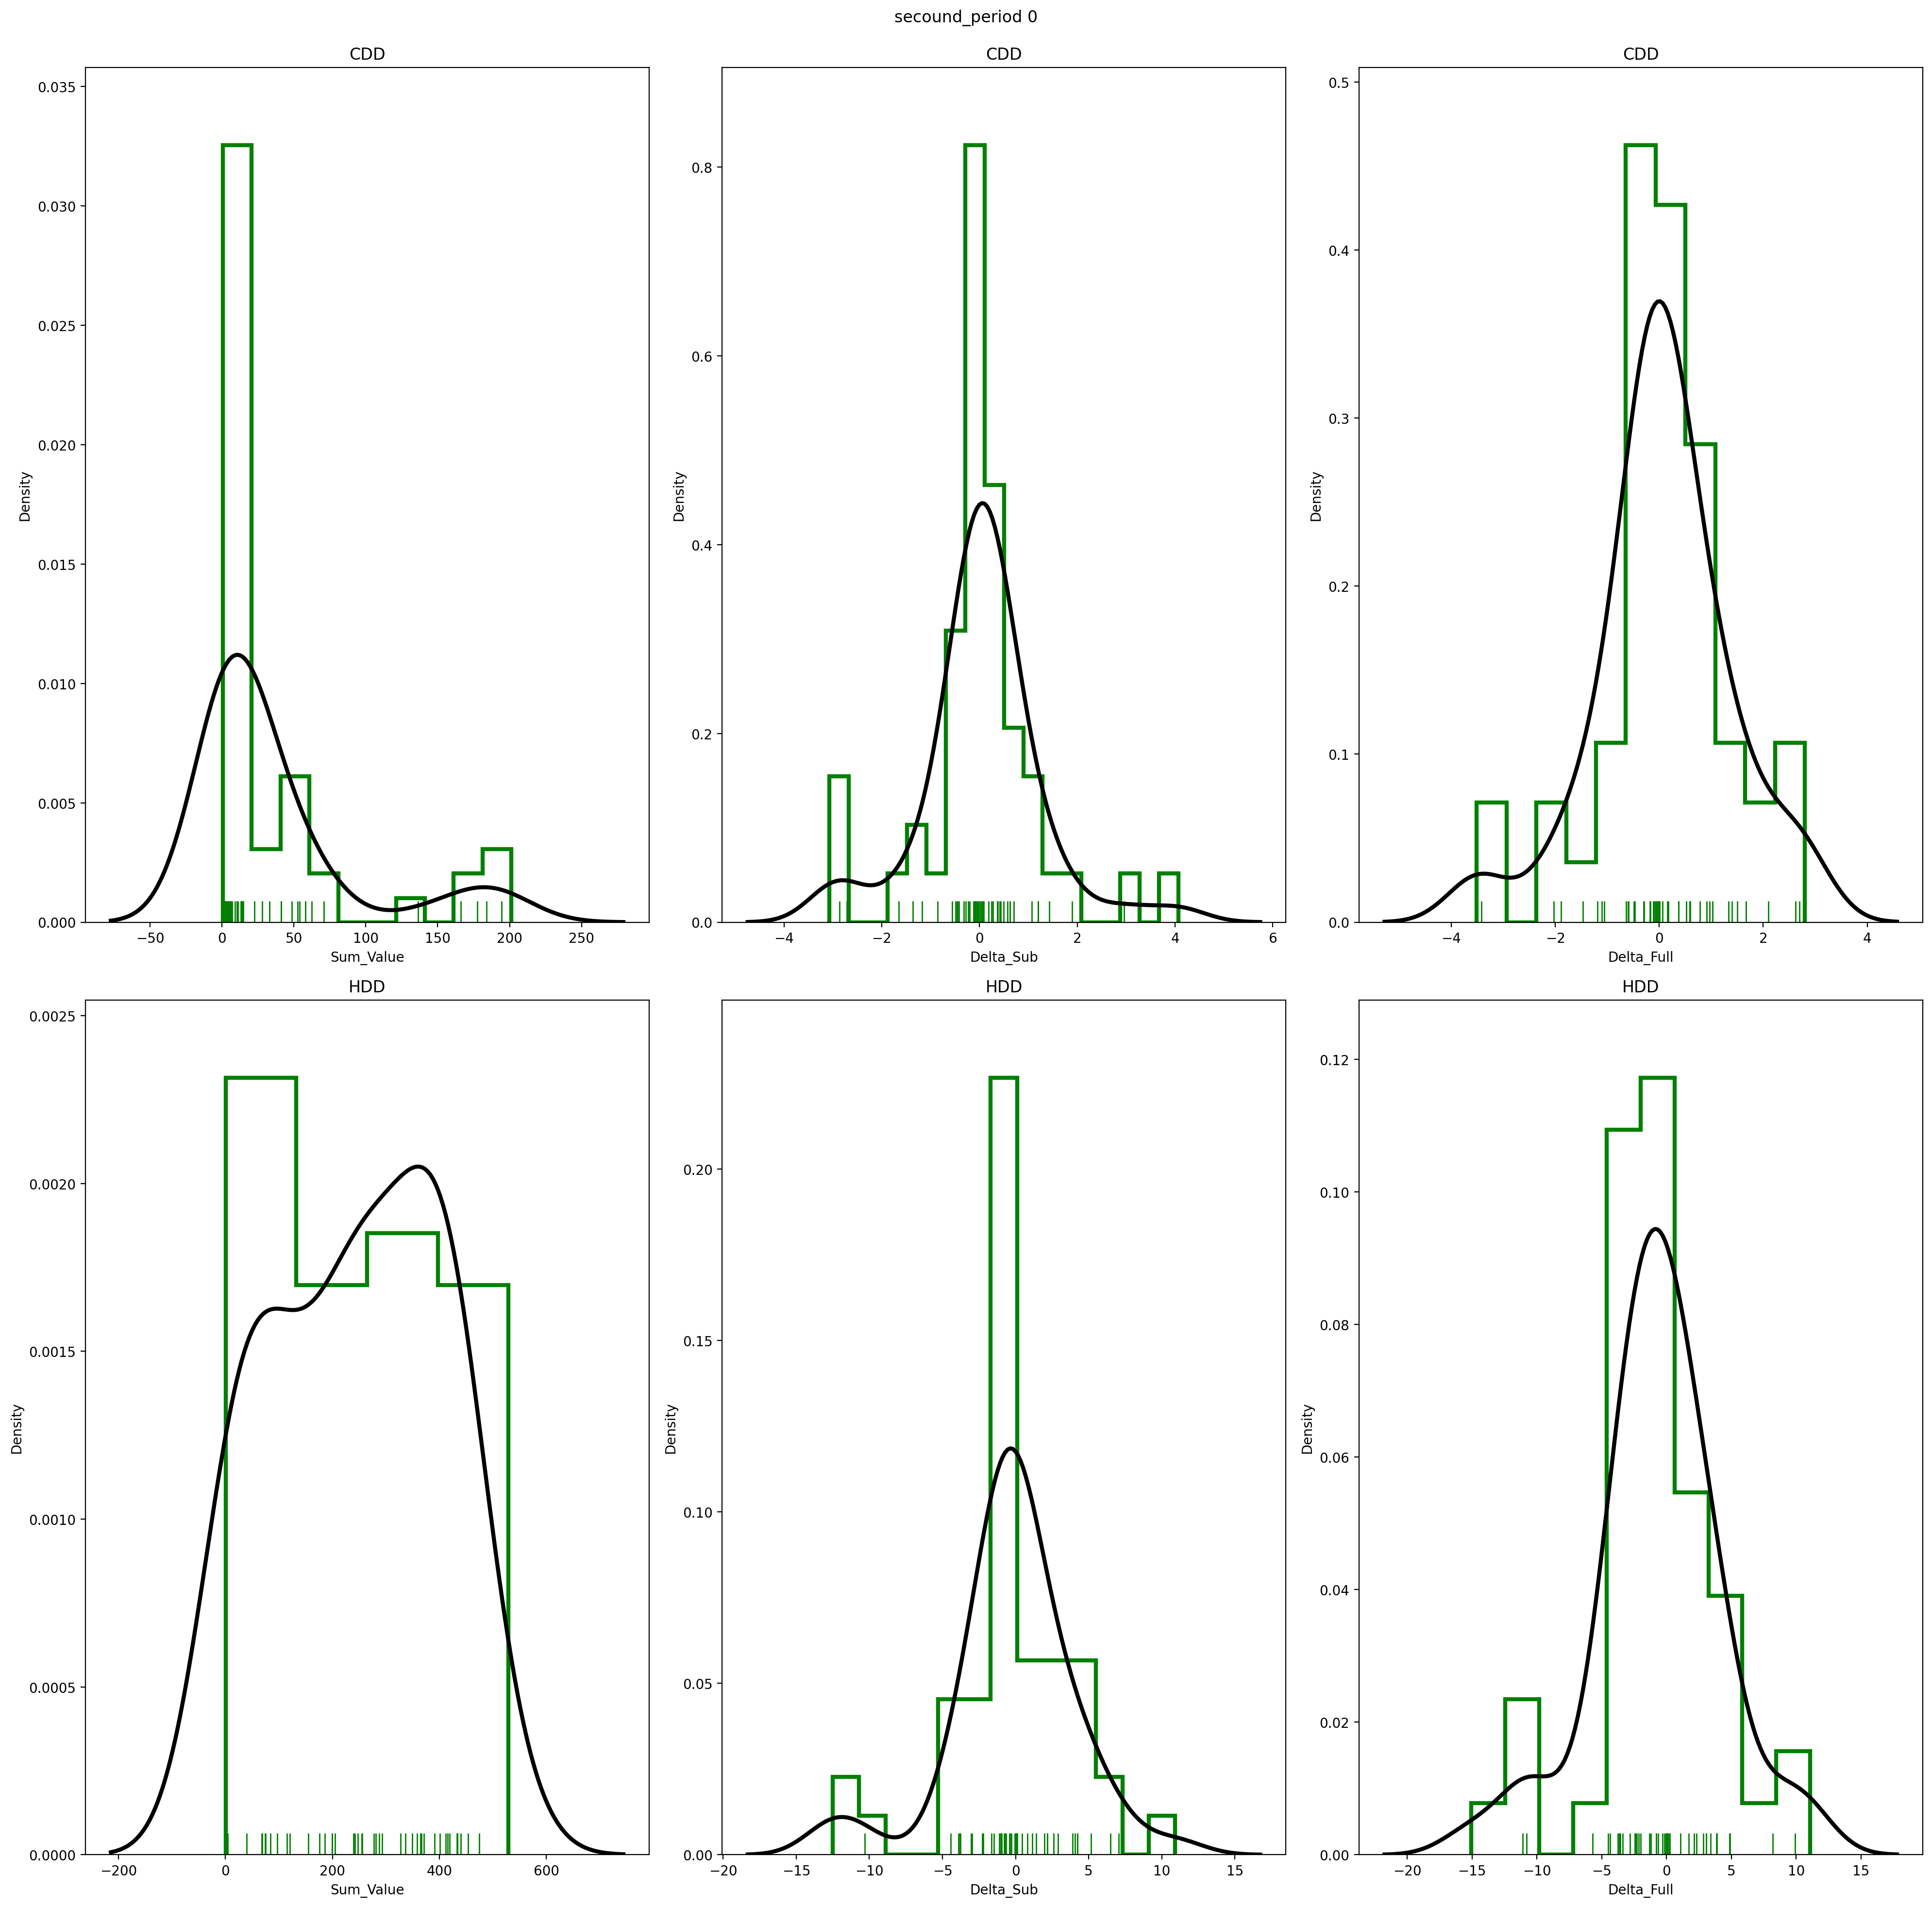 secound_period 0
CDD
0.035
0.030
0.025
0.020
0.015
0.010
0.005
0.000
Density
−50 0 50 100 150 200 250
Sum_Value
CDD
0.8
0.6
0.4
0.2
0.0
Density
−4 −2 0 2 4 6
Delta_Sub
CDD
0.5
0.4
0.3
0.2
0.1
0.0
Density
−4 −2 0 2 4
Delta_Full
HDD
0.0025
0.0020
0.0015
0.0010
0.0005
0.0000
Density
−200 0 200 400 600
Sum_Value
HDD
0.20
0.15
0.10
0.05
0.00
Density
−20 −15 −10 −5 0 5 10 15
Delta_Sub
HDD
0.12
0.10
0.08
0.06
0.04
0.02
0.00
Density
−20 −15 −10 −5 0 5 10 15
Delta_Full